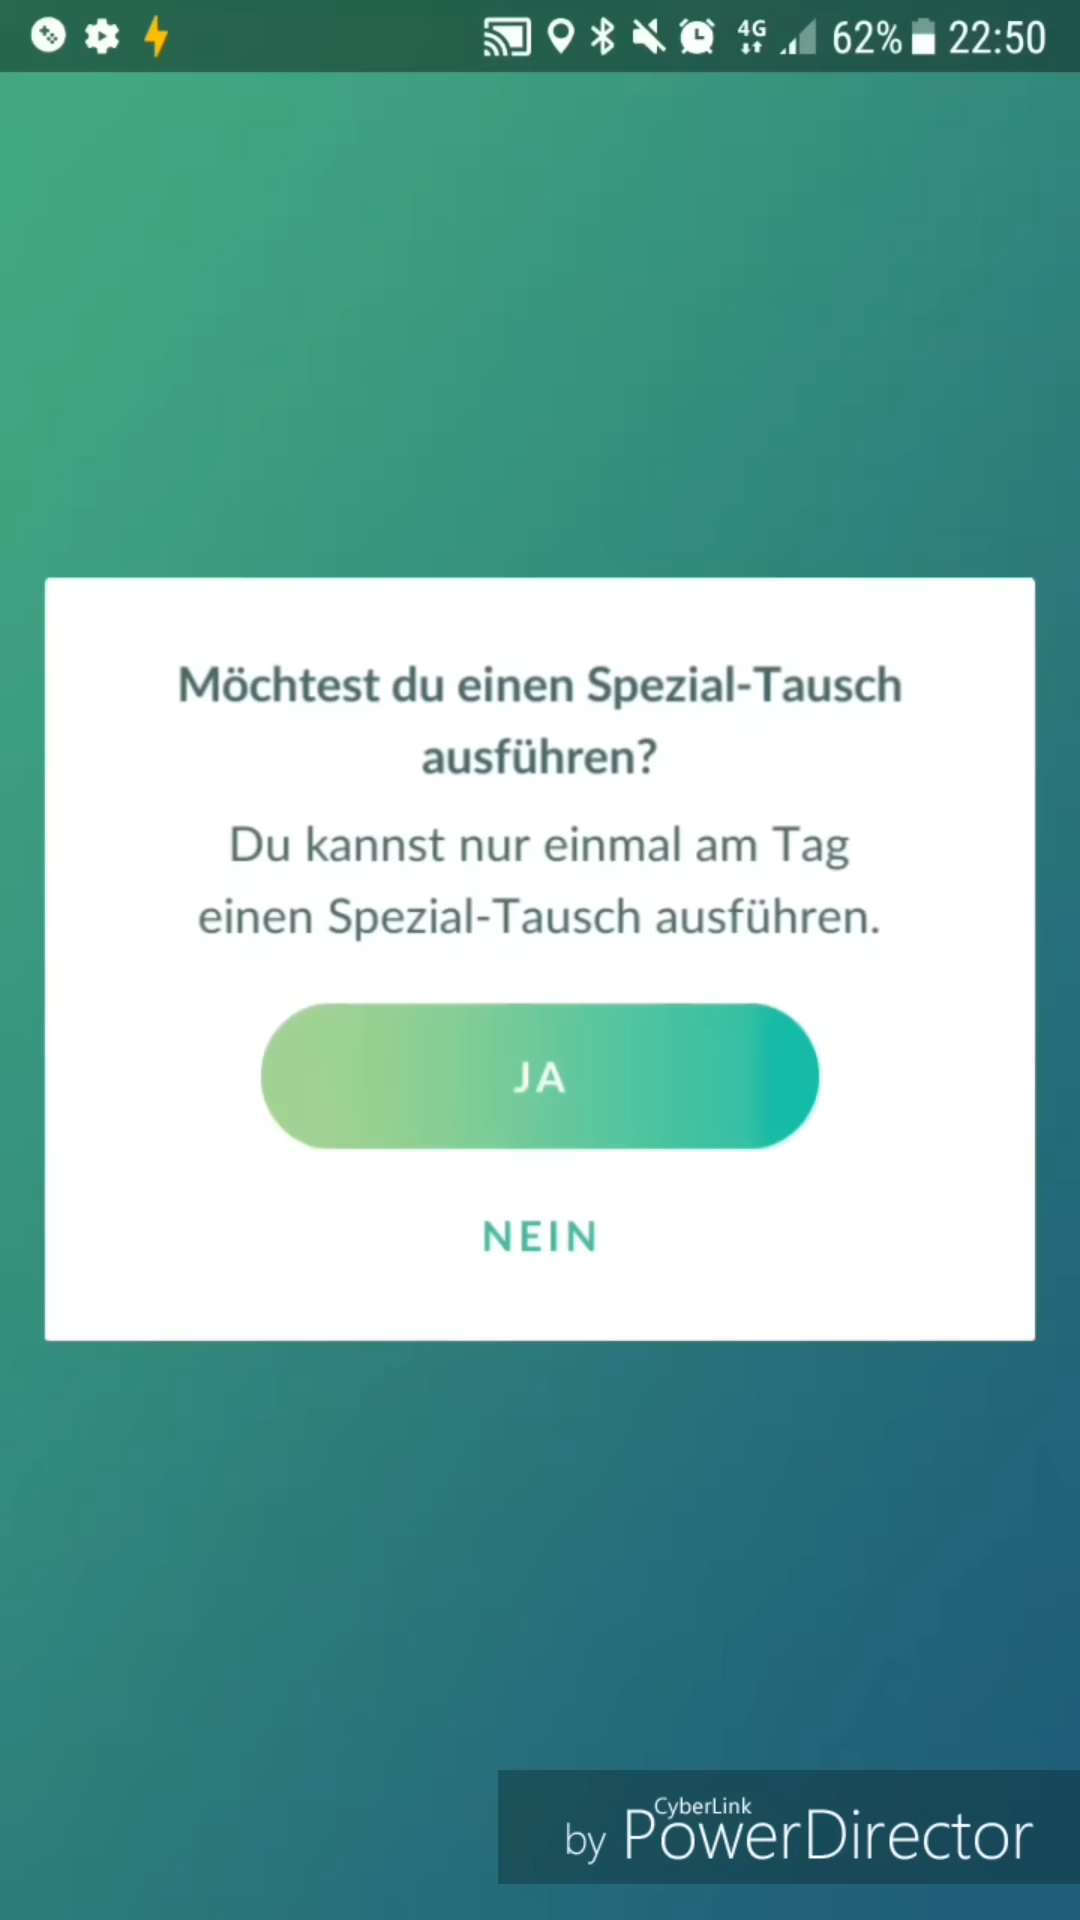 4G 62% 22:50
Möchtest du einen Spezial-Tausch
ausführen?
Du kannst nur einmal am Tag
einen Spezial-Tausch ausführen.
JA
NEIN
CyberLink
by PowerDirector